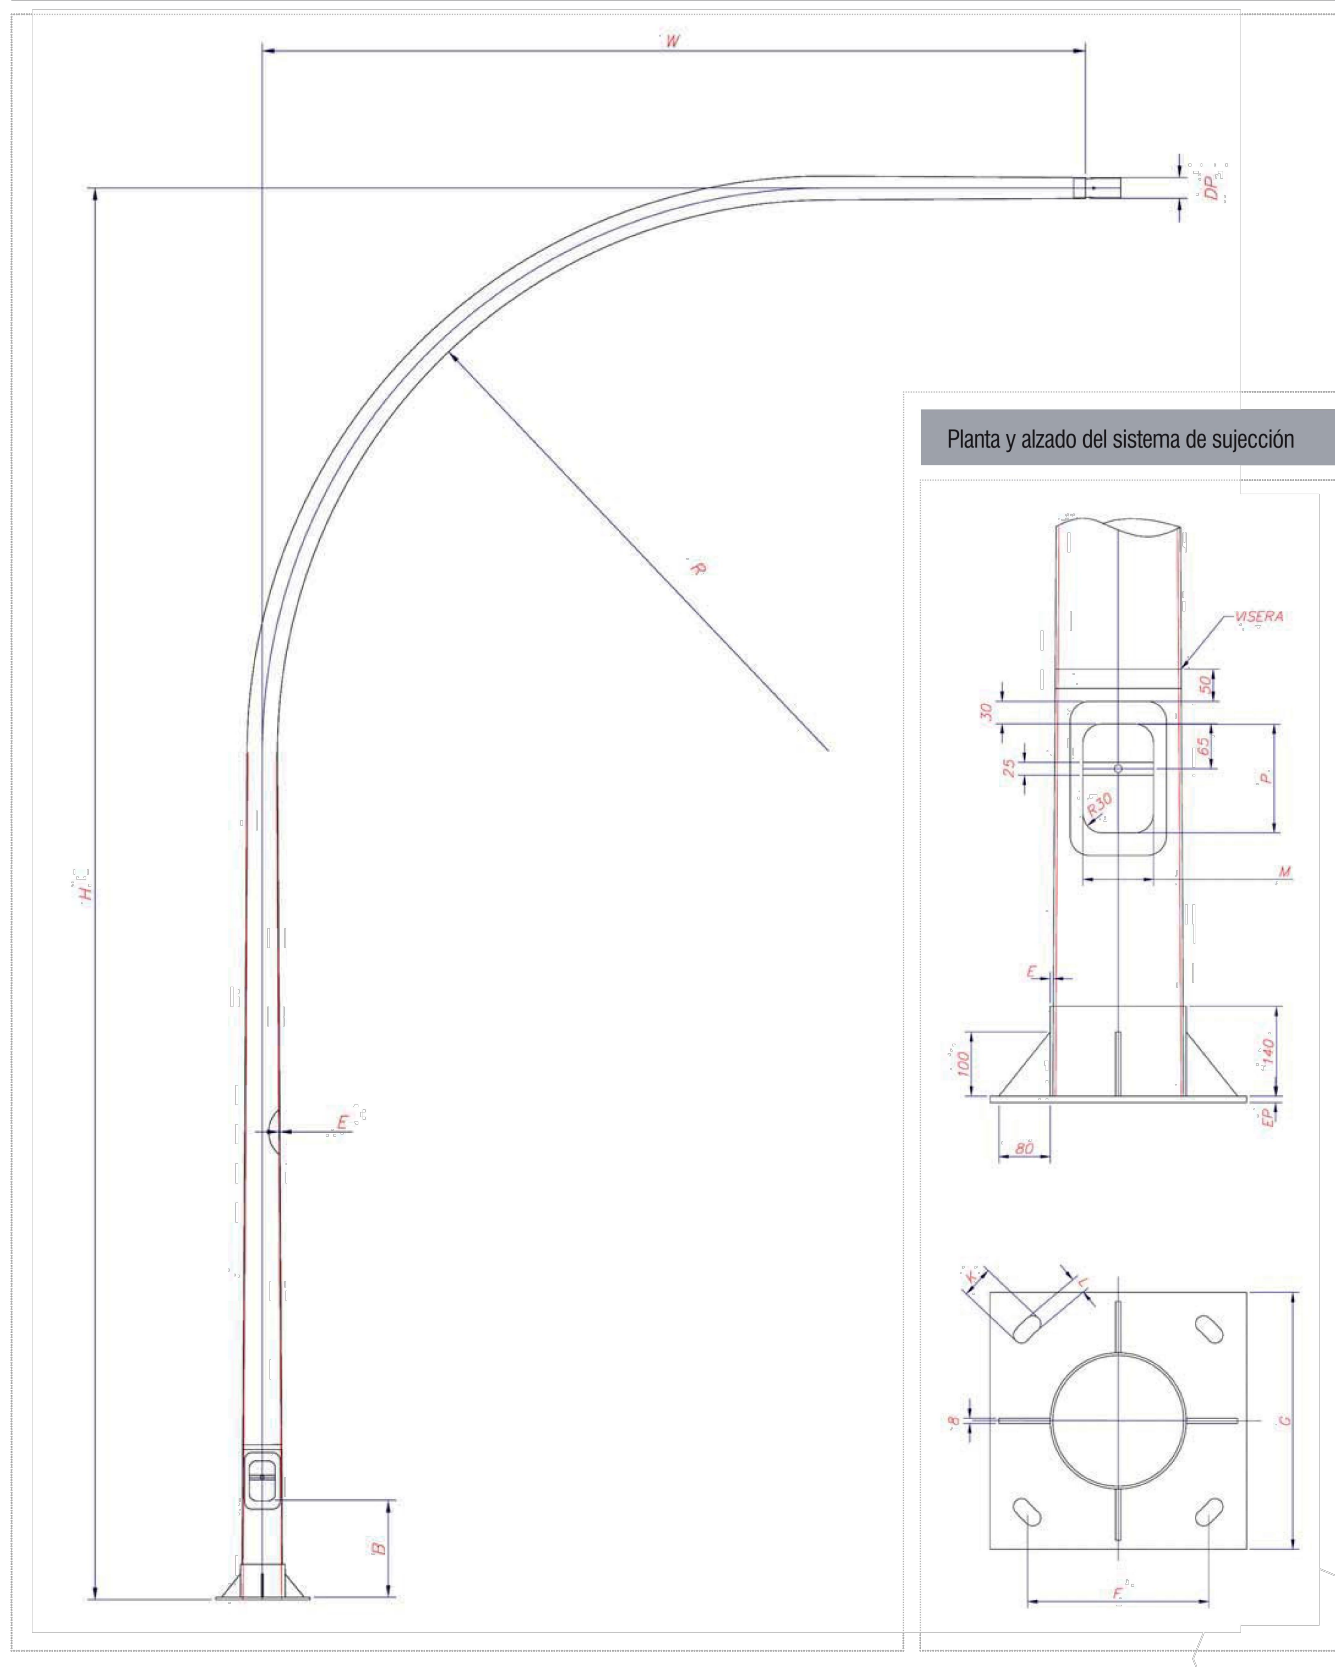 W
DP
Planta y alzado del sistema de sujección
R
VISERA
50
30
65
25
P
R30
M
H
E
E
100
140
EP
80
K
L
8
G
B
F